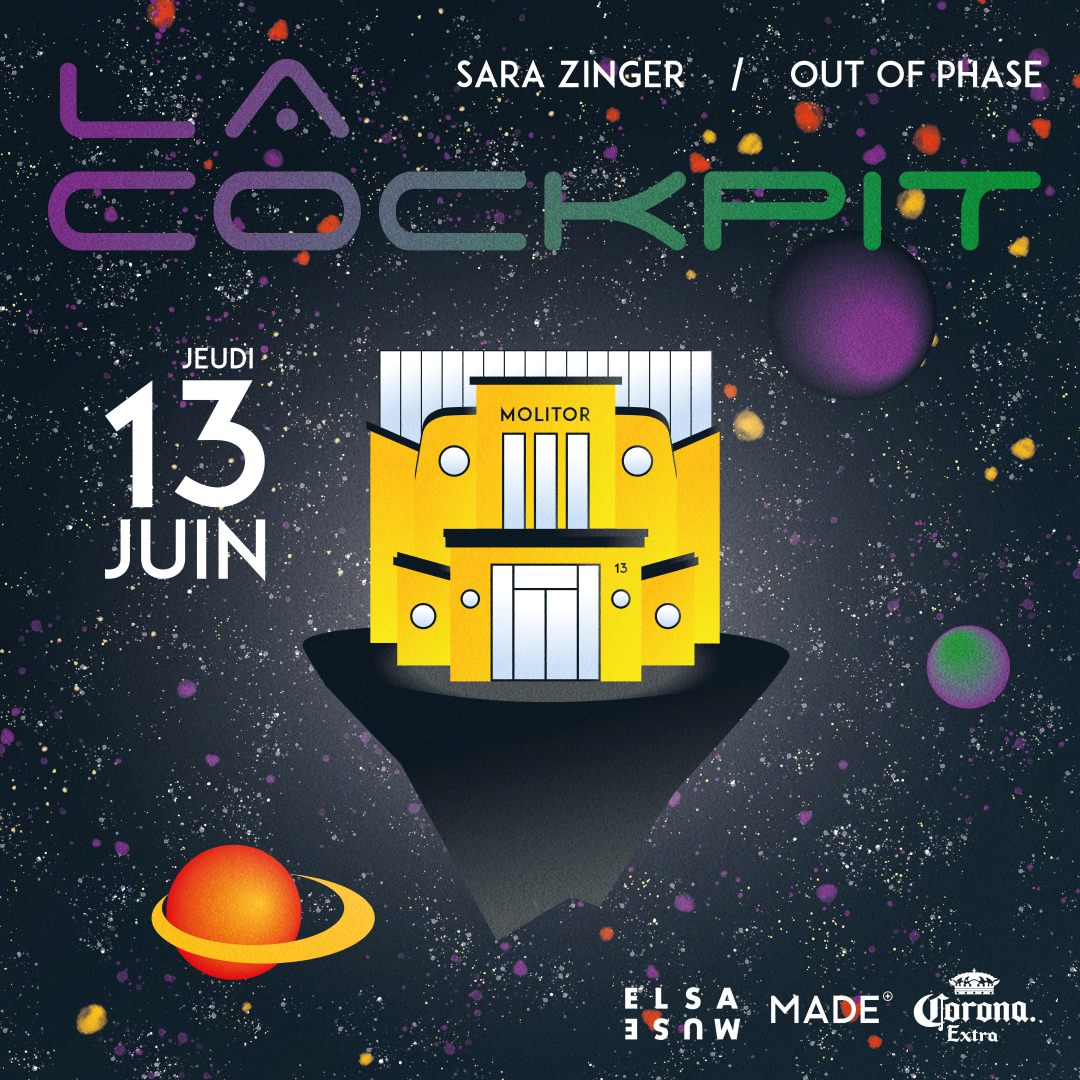 SARA ZINGER / OUT OF PHASE
LA
COCKPIT
JEUDI
13
JUIN
MOLITOR
13
ELSA
MUSE
MADE⊕
Corona.
Extra